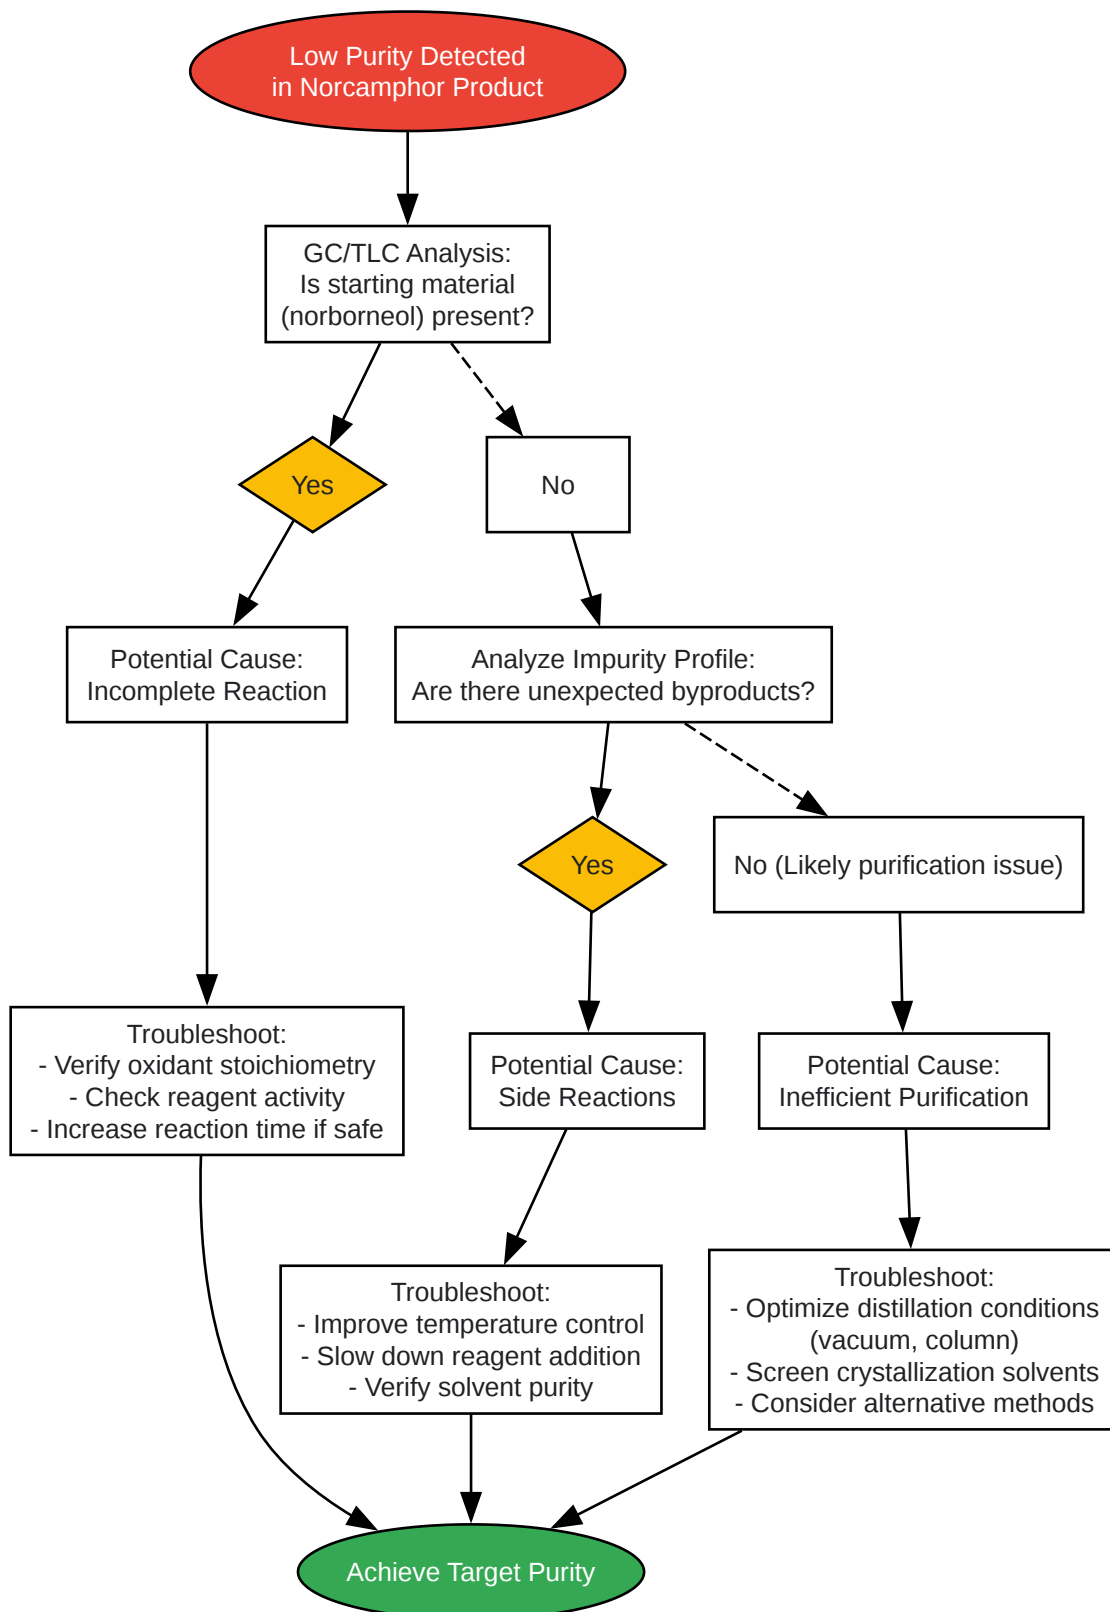 Low Purity Detected
in Norcamphor Product
GC/TLC Analysis:
Is starting material
(norborneol) present?
Yes
No
Potential Cause:
Incomplete Reaction
Analyze Impurity Profile:
Are there unexpected byproducts?
Yes
No (Likely purification issue)
Troubleshoot:
- Verify oxidant stoichiometry
- Check reagent activity
- Increase reaction time if safe
Potential Cause:
Side Reactions
Potential Cause:
Inefficient Purification
Troubleshoot:
- Improve temperature control
- Slow down reagent addition
- Verify solvent purity
Troubleshoot:
- Optimize distillation conditions
(vacuum, column)
- Screen crystallization solvents
- Consider alternative methods
Achieve Target Purity